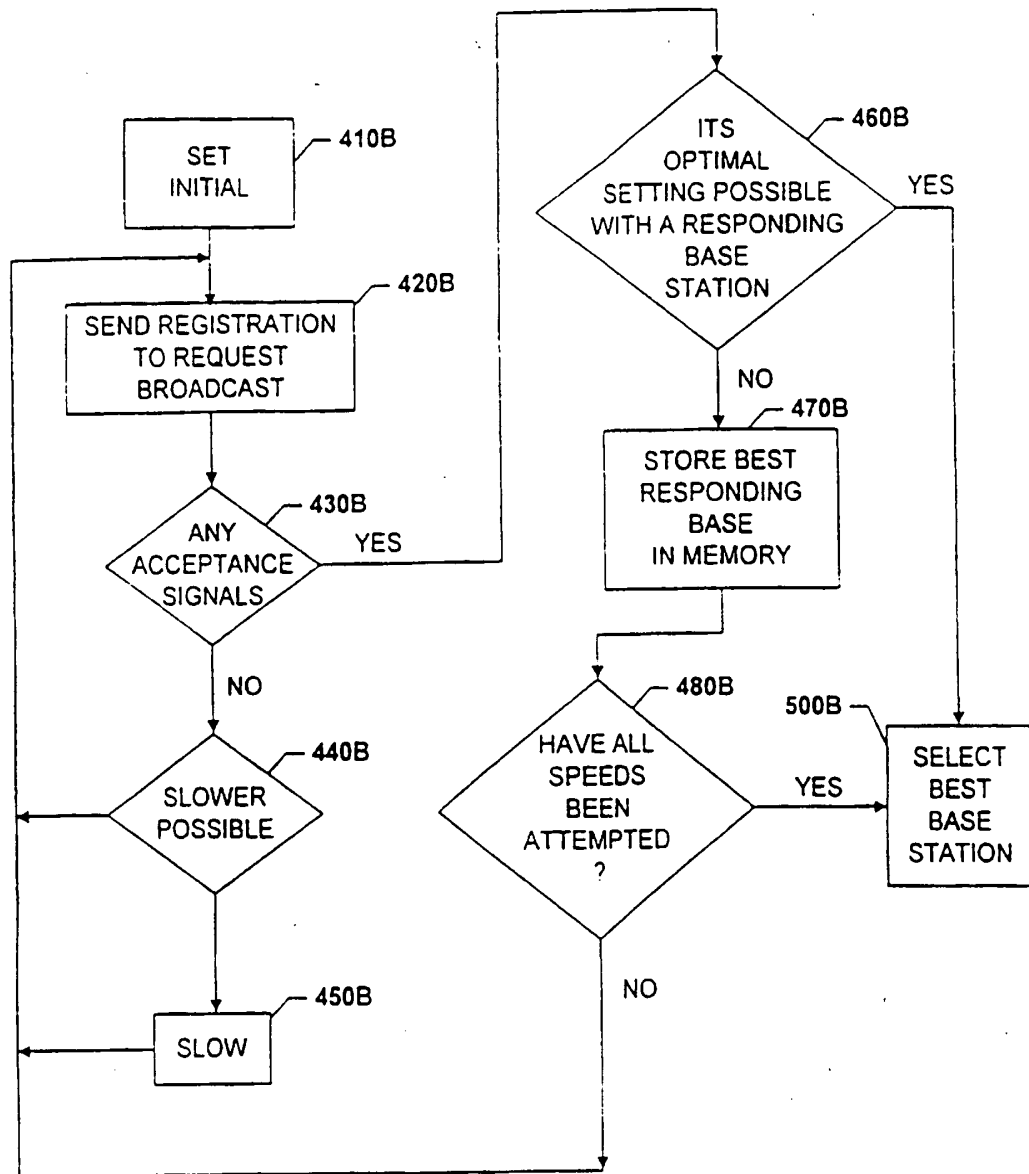 SET
INITIAL
410B
SEND REGISTRATION
TO REQUEST
BROADCAST
420B
ANY
ACCEPTANCE
SIGNALS
430B
YES
NO
SLOWER
POSSIBLE
440B
SLOW
450B
ITS
OPTIMAL
SETTING POSSIBLE
WITH A RESPONDING
BASE
STATION
460B
YES
NO
STORE BEST
RESPONDING
BASE
IN MEMORY
470B
HAVE ALL
SPEEDS
BEEN
ATTEMPTED
?
480B
YES
NO
500B
SELECT
BEST
BASE
STATION